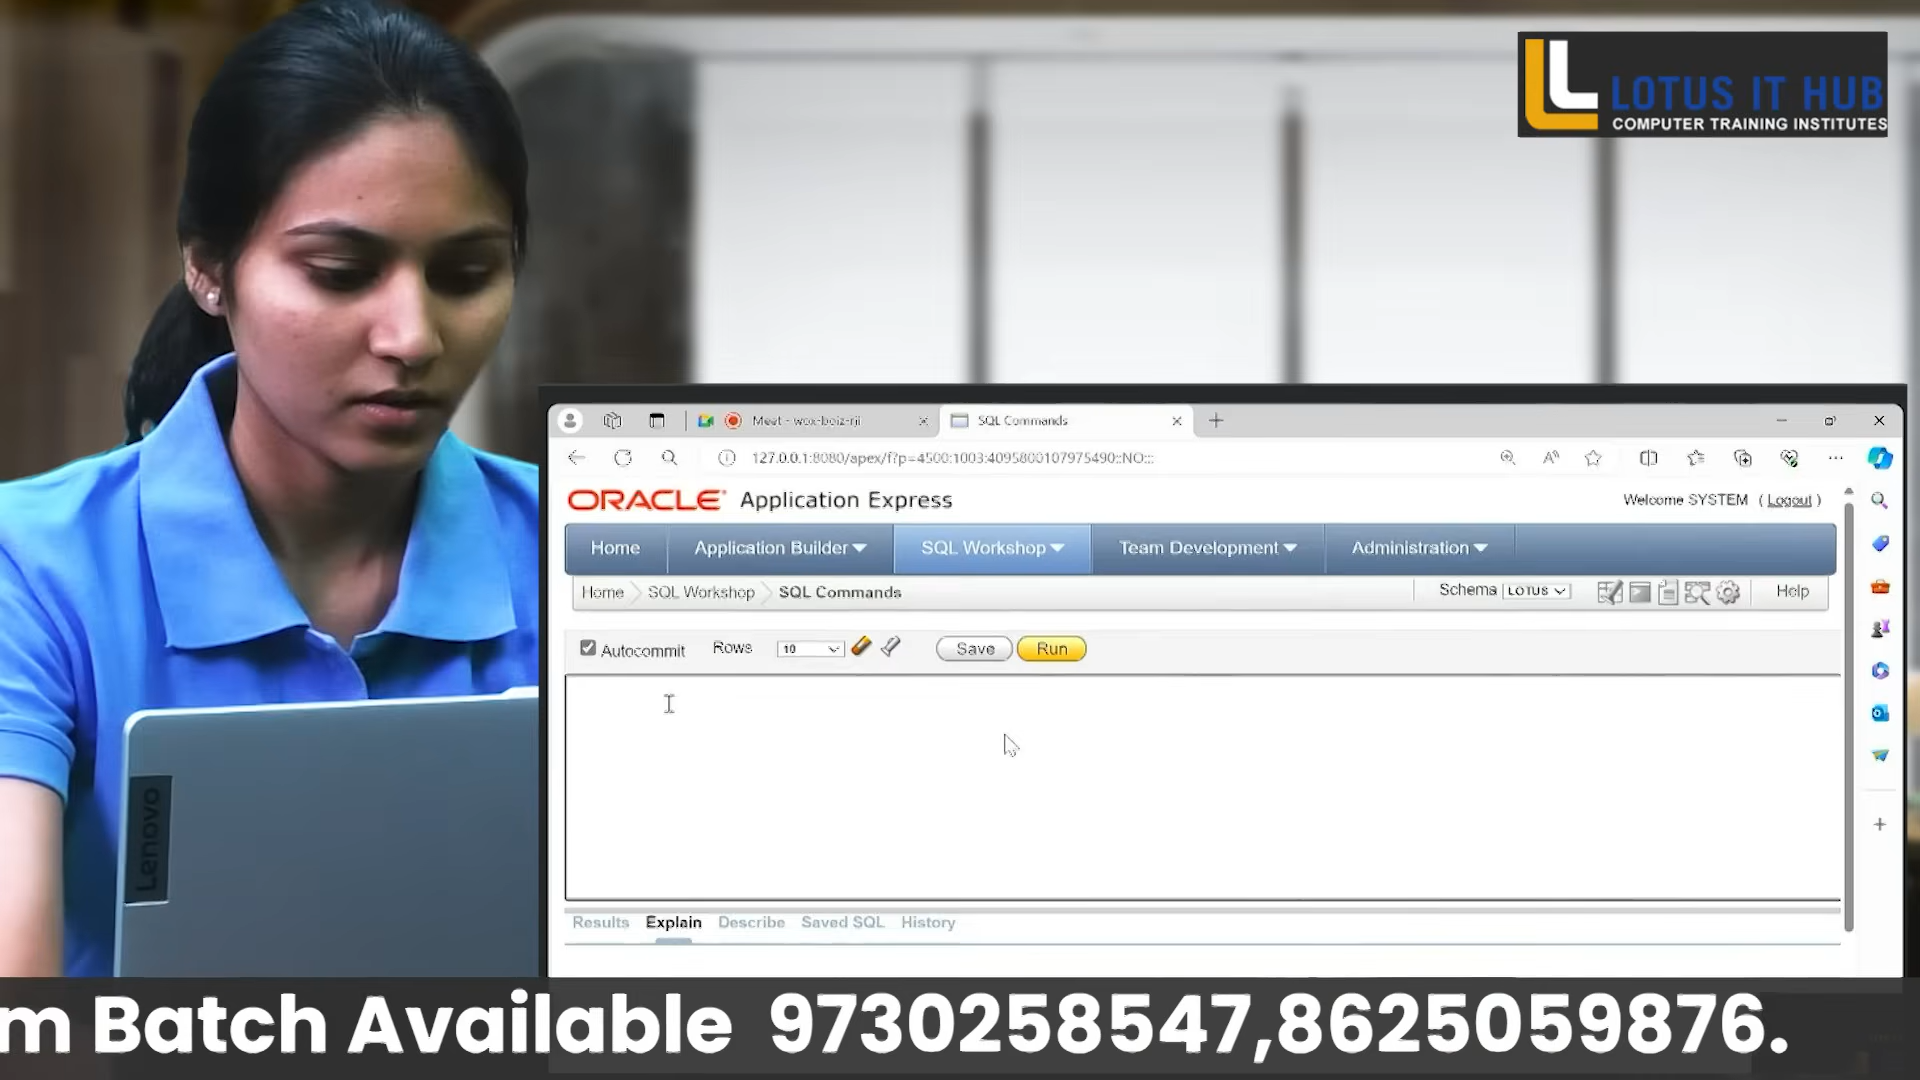 LOTUS IT HUB
COMPUTER TRAINING INSTITUTES
Meet - wox-boiz-rji
SQL Commands
127.0.0.1:8080/apex/f?p=4500:1003:4095800107975490::NO:::
ORACLE Application Express
Welcome SYSTEM ( Logout )
Home Application Builder SQL Workshop Team Development Administration
Home SQL Workshop SQL Commands Schema LOTUS Help
Autocommit Rows 10 Save Run
Results Explain Describe Saved SQL History
Lenovo
m Batch Available 9730258547,8625059876.